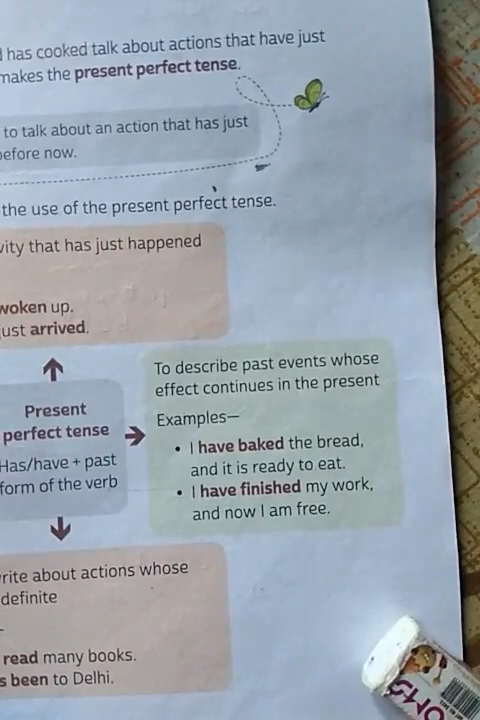 has cooked talk about actions that have just
makes the present perfect tense.
to talk about an action that has just
before now.
the use of the present perfect tense.
that has just happened
woken up.
just arrived.
To describe past events whose
effect continues in the present
Present
perfect tense
Examples—
Has/have + past
form of the verb
• I have baked the bread,
and it is ready to eat.
• I have finished my work,
and now I am free.
about actions whose
definite
read many books.
been to Delhi.